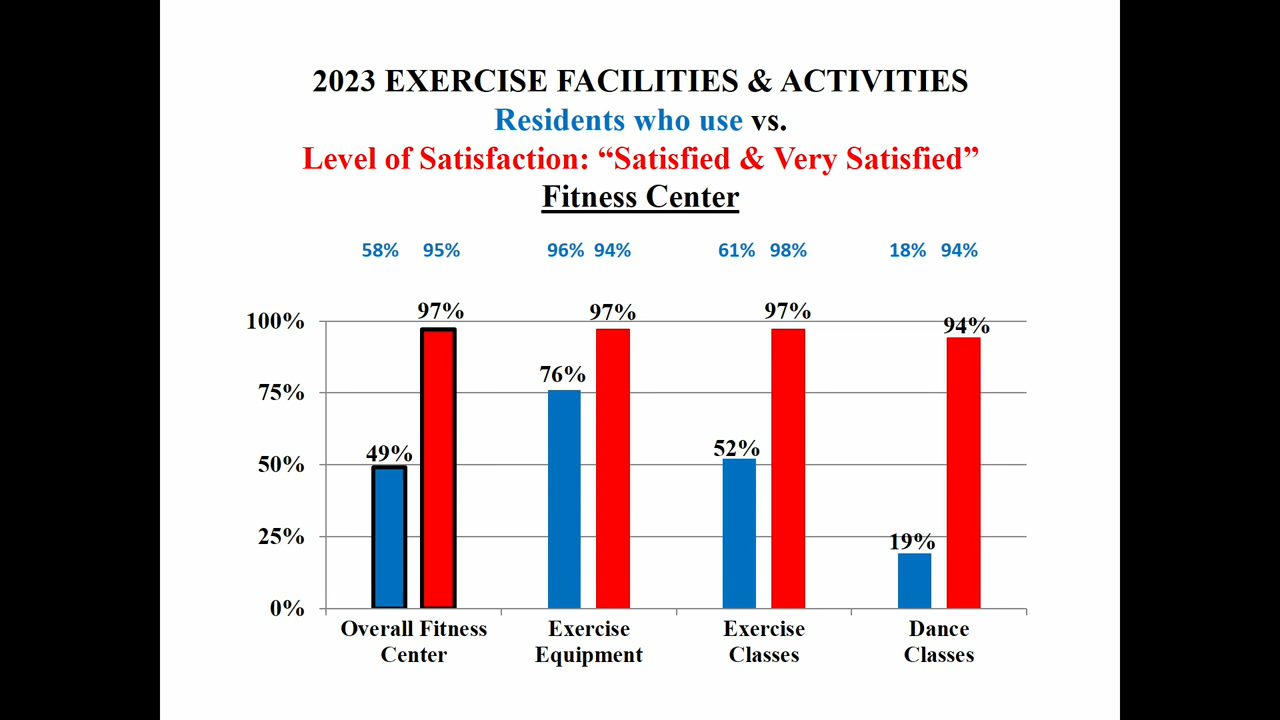 2023 EXERCISE FACILITIES & ACTIVITIES
Residents who use vs.
Level of Satisfaction: “Satisfied & Very Satisfied”
Fitness Center
58% 95% 96% 94% 61% 98% 18% 94%
97% 97% 97% 94%
100%
76%
75%
49% 52%
50%
19%
25%
0%
Overall Fitness Exercise Exercise Dance
Center Equipment Classes Classes